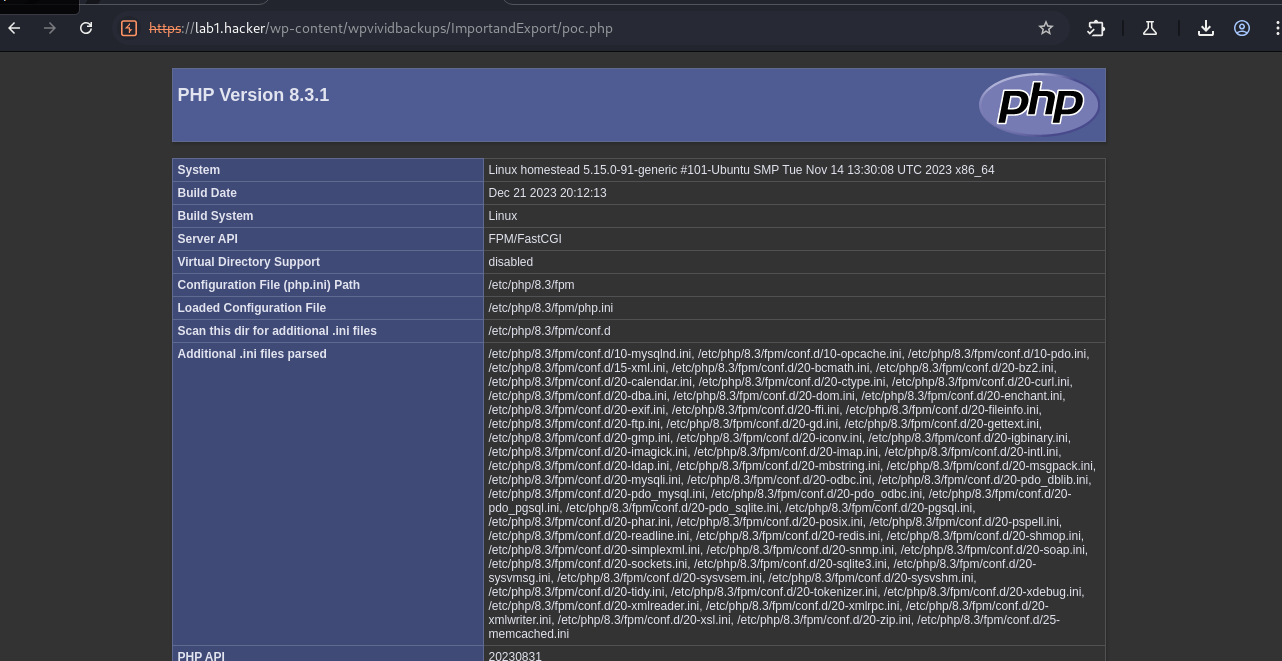 https://lab1.hacker/wp-content/wpvividbackups/ImportandExport/poc.php
PHP Version 8.3.1
php
System Linux homestead 5.15.0-91-generic #101-Ubuntu SMP Tue Nov 14 13:30:08 UTC 2023 x86_64
Build Date Dec 21 2023 20:12:13
Build System Linux
Server API FPM/FastCGI
Virtual Directory Support disabled
Configuration File (php.ini) Path /etc/php/8.3/fpm
Loaded Configuration File /etc/php/8.3/fpm/php.ini
Scan this dir for additional .ini files /etc/php/8.3/fpm/conf.d
Additional .ini files parsed /etc/php/8.3/fpm/conf.d/10-mysqlnd.ini, /etc/php/8.3/fpm/conf.d/10-opcache.ini, /etc/php/8.3/fpm/conf.d/10-pdo.ini,
/etc/php/8.3/fpm/conf.d/15-xml.ini, /etc/php/8.3/fpm/conf.d/20-bcmath.ini, /etc/php/8.3/fpm/conf.d/20-bz2.ini,
/etc/php/8.3/fpm/conf.d/20-calendar.ini, /etc/php/8.3/fpm/conf.d/20-ctype.ini, /etc/php/8.3/fpm/conf.d/20-curl.ini,
/etc/php/8.3/fpm/conf.d/20-dba.ini, /etc/php/8.3/fpm/conf.d/20-dom.ini, /etc/php/8.3/fpm/conf.d/20-enchant.ini,
/etc/php/8.3/fpm/conf.d/20-exif.ini, /etc/php/8.3/fpm/conf.d/20-ffi.ini, /etc/php/8.3/fpm/conf.d/20-fileinfo.ini,
/etc/php/8.3/fpm/conf.d/20-ftp.ini, /etc/php/8.3/fpm/conf.d/20-gd.ini, /etc/php/8.3/fpm/conf.d/20-gettext.ini,
/etc/php/8.3/fpm/conf.d/20-gmp.ini, /etc/php/8.3/fpm/conf.d/20-iconv.ini, /etc/php/8.3/fpm/conf.d/20-igbinary.ini,
/etc/php/8.3/fpm/conf.d/20-imagick.ini, /etc/php/8.3/fpm/conf.d/20-imap.ini, /etc/php/8.3/fpm/conf.d/20-intl.ini,
/etc/php/8.3/fpm/conf.d/20-ldap.ini, /etc/php/8.3/fpm/conf.d/20-mbstring.ini, /etc/php/8.3/fpm/conf.d/20-msgpack.ini,
/etc/php/8.3/fpm/conf.d/20-mysqli.ini, /etc/php/8.3/fpm/conf.d/20-odbc.ini, /etc/php/8.3/fpm/conf.d/20-pdo_dblib.ini,
/etc/php/8.3/fpm/conf.d/20-pdo_mysql.ini, /etc/php/8.3/fpm/conf.d/20-pdo_odbc.ini, /etc/php/8.3/fpm/conf.d/20-
pdo_pgsql.ini, /etc/php/8.3/fpm/conf.d/20-pdo_sqlite.ini, /etc/php/8.3/fpm/conf.d/20-pgsql.ini,
/etc/php/8.3/fpm/conf.d/20-phar.ini, /etc/php/8.3/fpm/conf.d/20-posix.ini, /etc/php/8.3/fpm/conf.d/20-pspell.ini,
/etc/php/8.3/fpm/conf.d/20-readline.ini, /etc/php/8.3/fpm/conf.d/20-redis.ini, /etc/php/8.3/fpm/conf.d/20-shmop.ini,
/etc/php/8.3/fpm/conf.d/20-simplexml.ini, /etc/php/8.3/fpm/conf.d/20-snmp.ini, /etc/php/8.3/fpm/conf.d/20-soap.ini,
/etc/php/8.3/fpm/conf.d/20-sockets.ini, /etc/php/8.3/fpm/conf.d/20-sqlite3.ini, /etc/php/8.3/fpm/conf.d/20-
sysvmsg.ini, /etc/php/8.3/fpm/conf.d/20-sysvsem.ini, /etc/php/8.3/fpm/conf.d/20-sysvshm.ini,
/etc/php/8.3/fpm/conf.d/20-tidy.ini, /etc/php/8.3/fpm/conf.d/20-tokenizer.ini, /etc/php/8.3/fpm/conf.d/20-xdebug.ini,
/etc/php/8.3/fpm/conf.d/20-xmlreader.ini, /etc/php/8.3/fpm/conf.d/20-xmlrpc.ini, /etc/php/8.3/fpm/conf.d/20-
xmlwriter.ini, /etc/php/8.3/fpm/conf.d/20-xsl.ini, /etc/php/8.3/fpm/conf.d/20-zip.ini, /etc/php/8.3/fpm/conf.d/25-
memcached.ini
PHP API 20230831